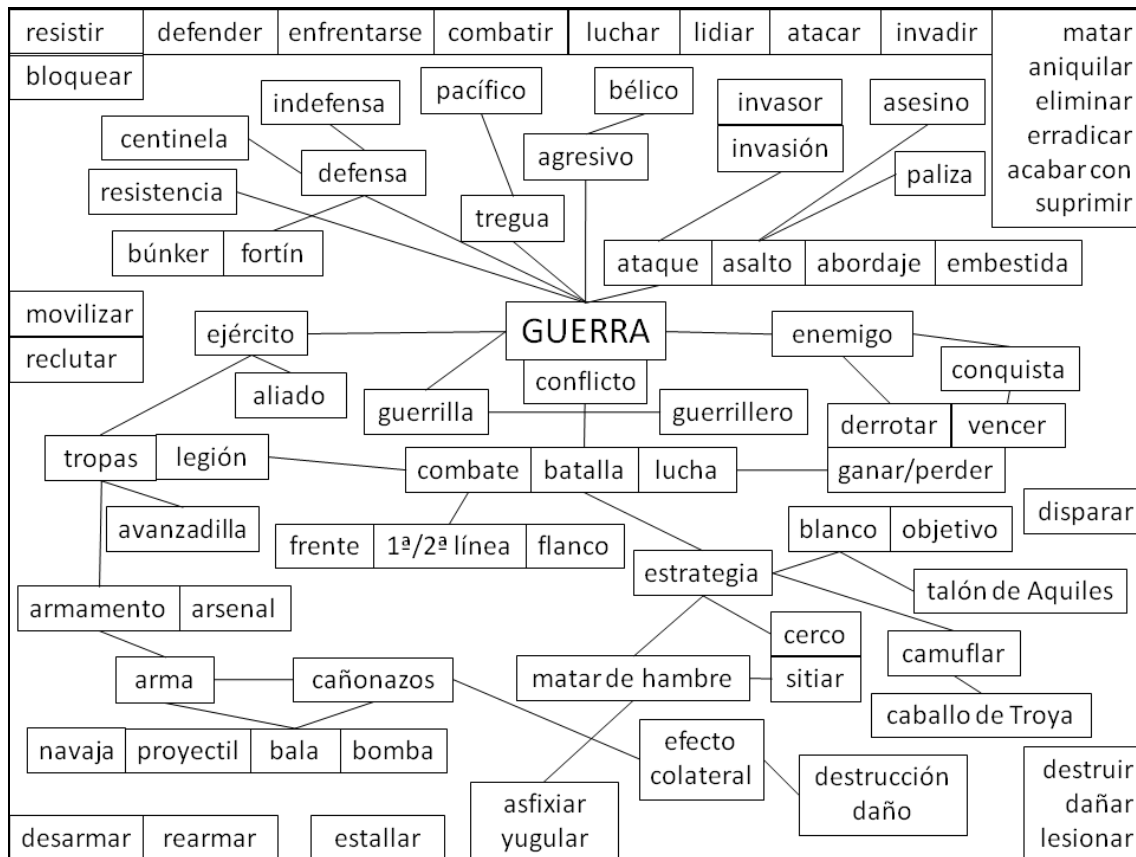 resistir defender enfrentarse combatir luchar lidiar atacar invadir matar
bloquear aniquilar
eliminar
erradicar
acabar con
suprimir
pacífico bélico invasor asesino
indefensa
centinela agresivo invasión
defensa paliza
resistencia tregua
búnker fortín ataque asalto abordaje embestida
movilizar
ejército GUERRA enemigo
reclutar conflicto conquista
aliado guerrilla guerrillero
derrotar vencer
tropas legión combate batalla lucha ganar/perder
avanzadilla blanco objetivo disparar
frente 1ª/2ª línea flanco
estrategia
armamento arsenal talón de Aquiles
cerco camuflar
arma cañonazos matar de hambre sitiar
caballo de Troya
navaja proyectil bala bomba efecto
colateral
destrucción destruir
daño dañar
asfixiar
yugular
desarmar rearmar estallar lesionar